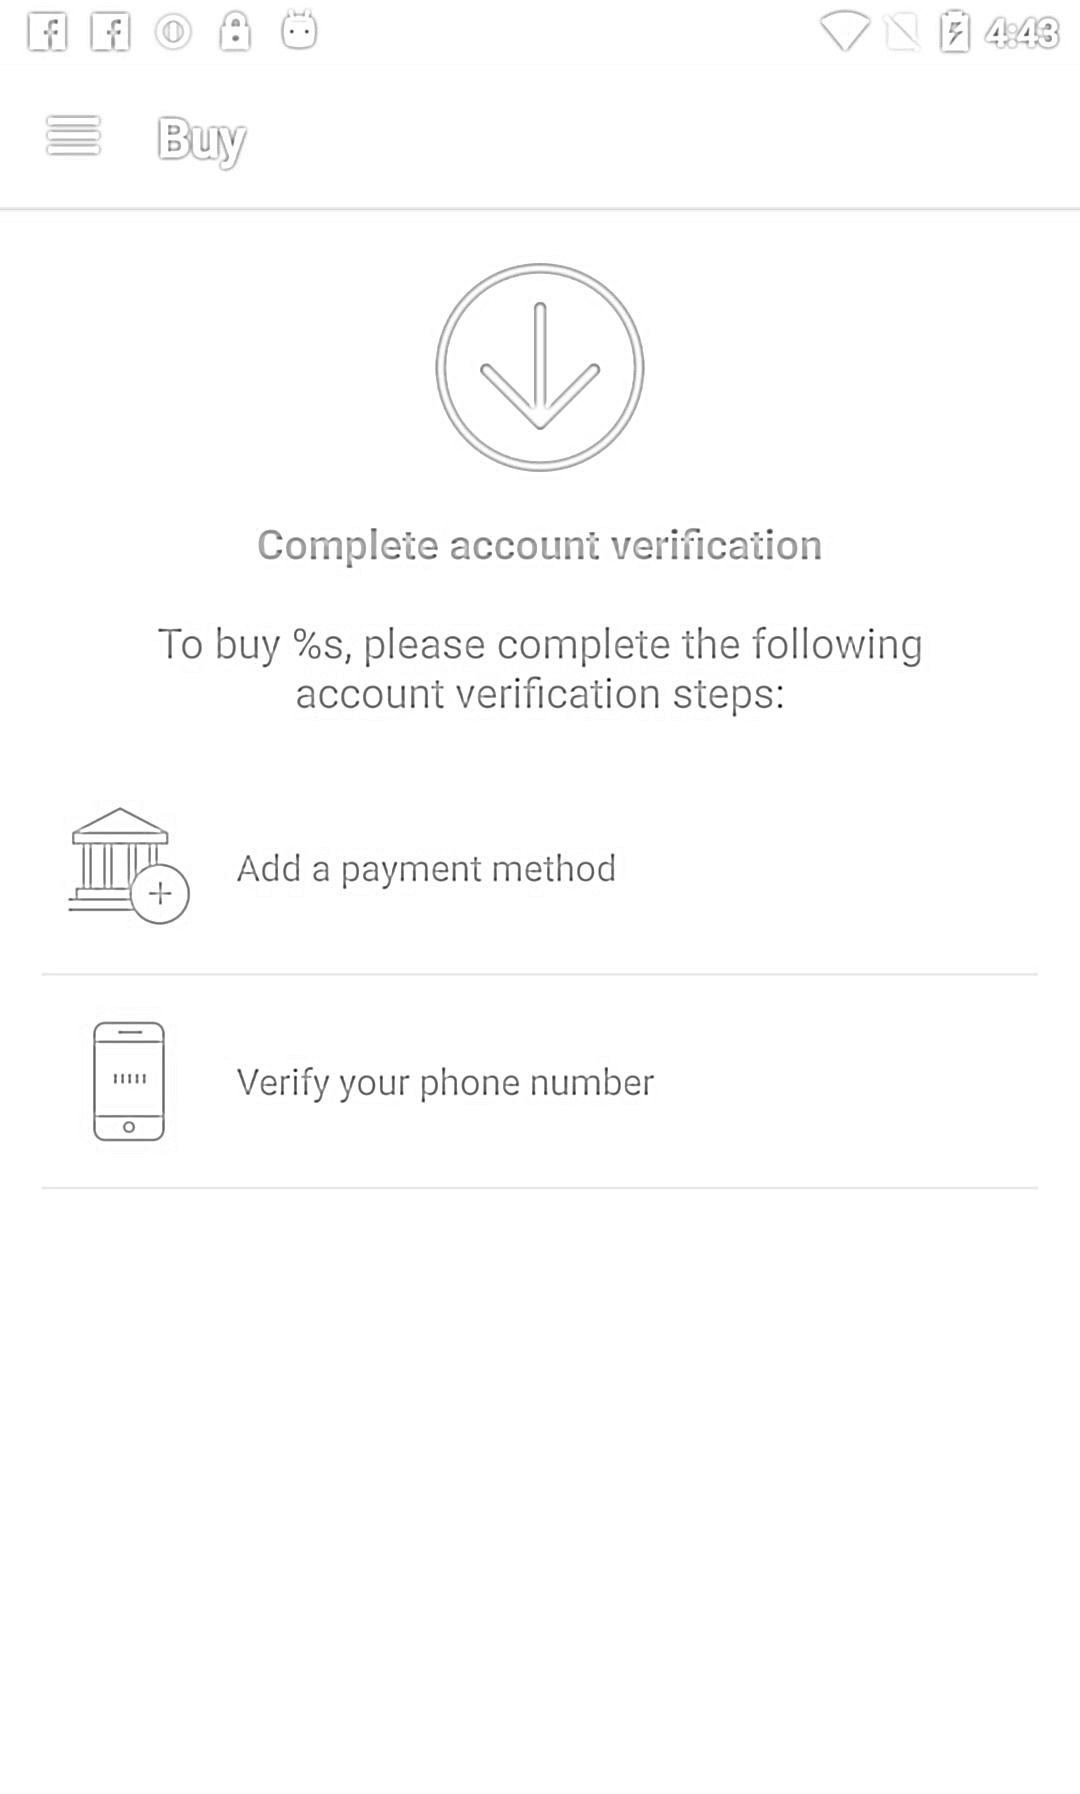 4:43
Buy
Complete account verification
To buy %s, please complete the following
account verification steps:
Add a payment method
Verify your phone number